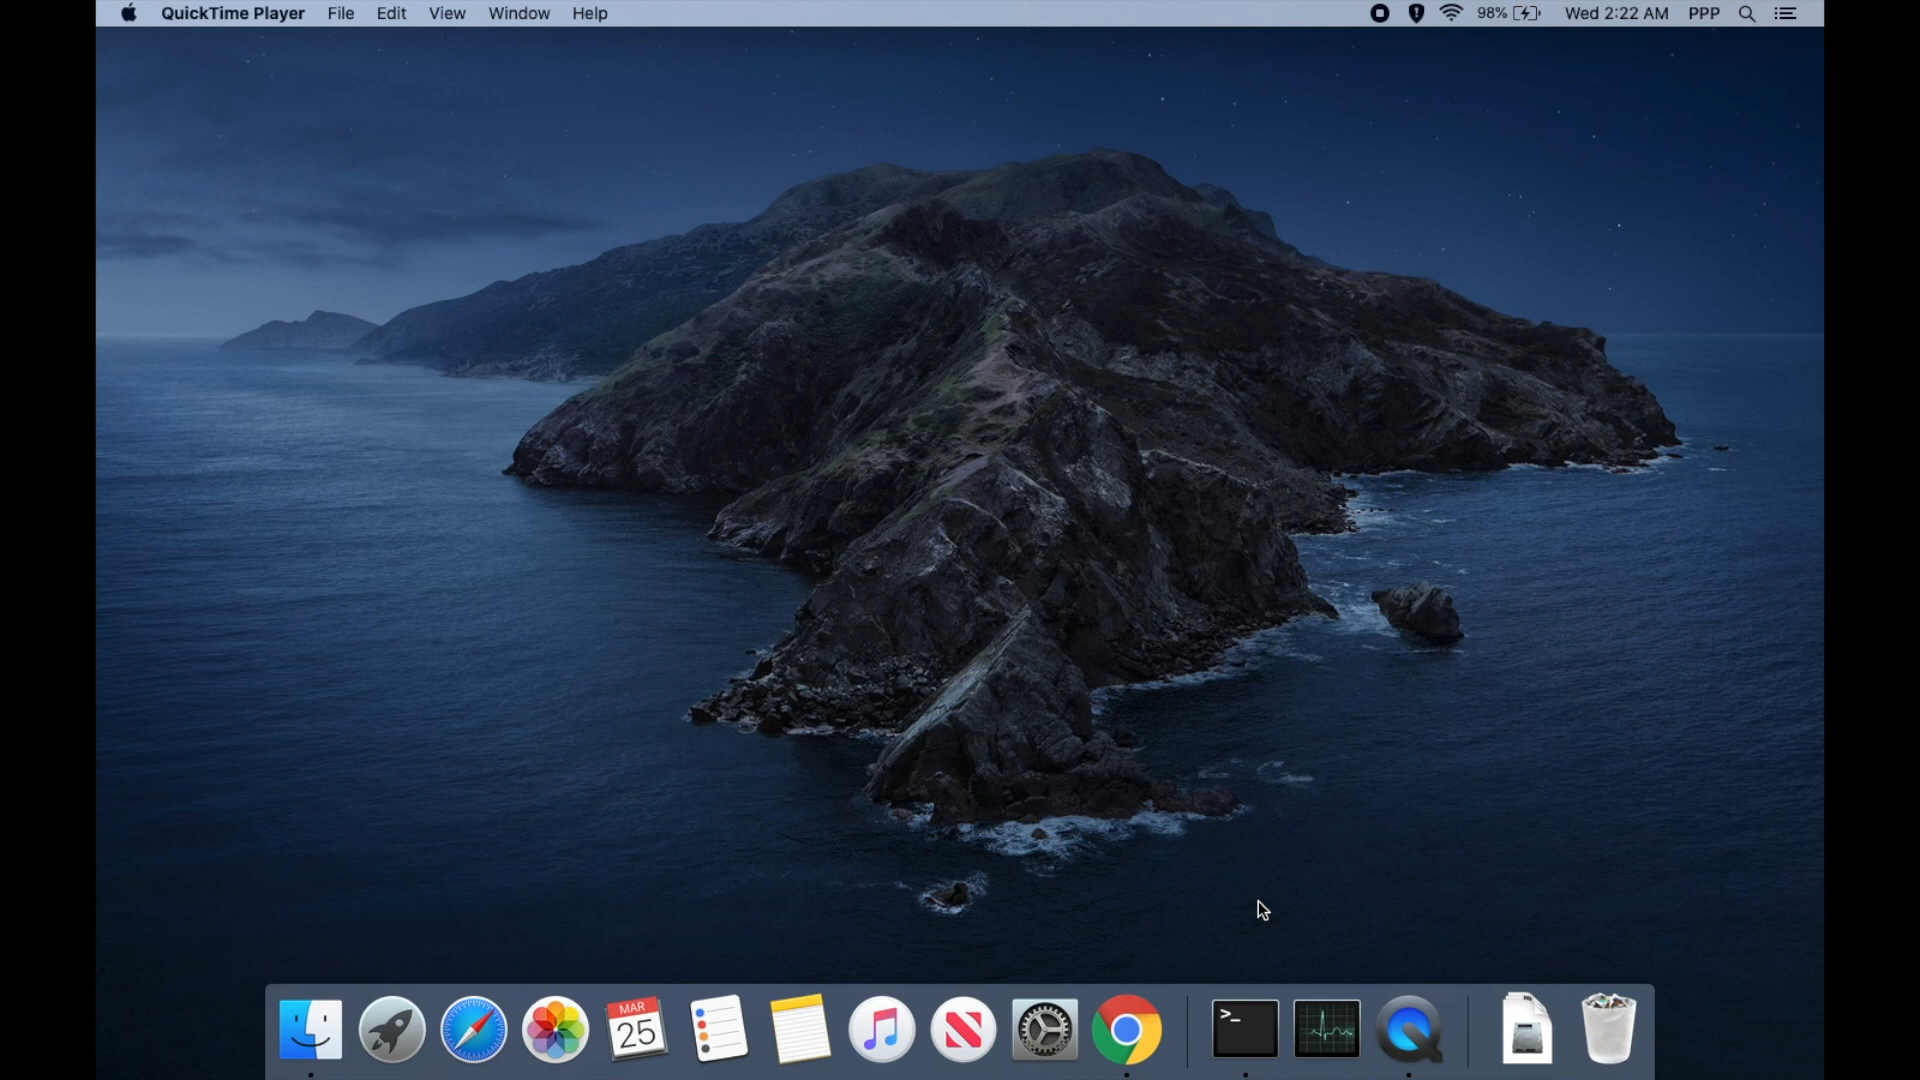 QuickTime Player File Edit View Window Help 98% Wed 2:22 AM PPP
MAR
25
>_